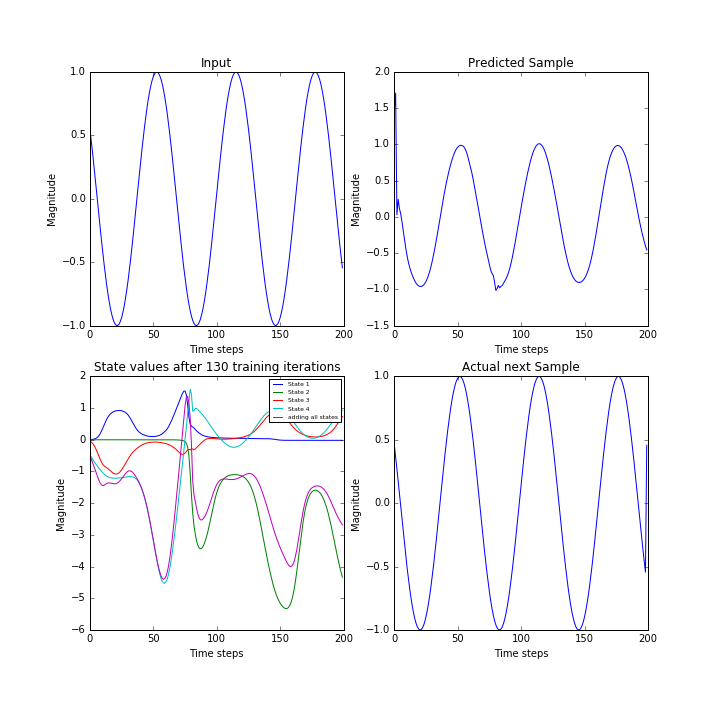 Input
1.0
0.5
0.0
−0.5
−1.0
Magnitude
0 50 100 150 200
Time steps
Predicted Sample
2.0
1.5
1.0
0.5
0.0
−0.5
−1.0
−1.5
Magnitude
0 50 100 150 200
Time steps
State values after 130 training iterations
2
1
0
−1
−2
−3
−4
−5
−6
Magnitude
State 1
State 2
State 3
State 4
adding all states
0 50 100 150 200
Time steps
Actual next Sample
1.0
0.5
0.0
−0.5
−1.0
Magnitude
0 50 100 150 200
Time steps